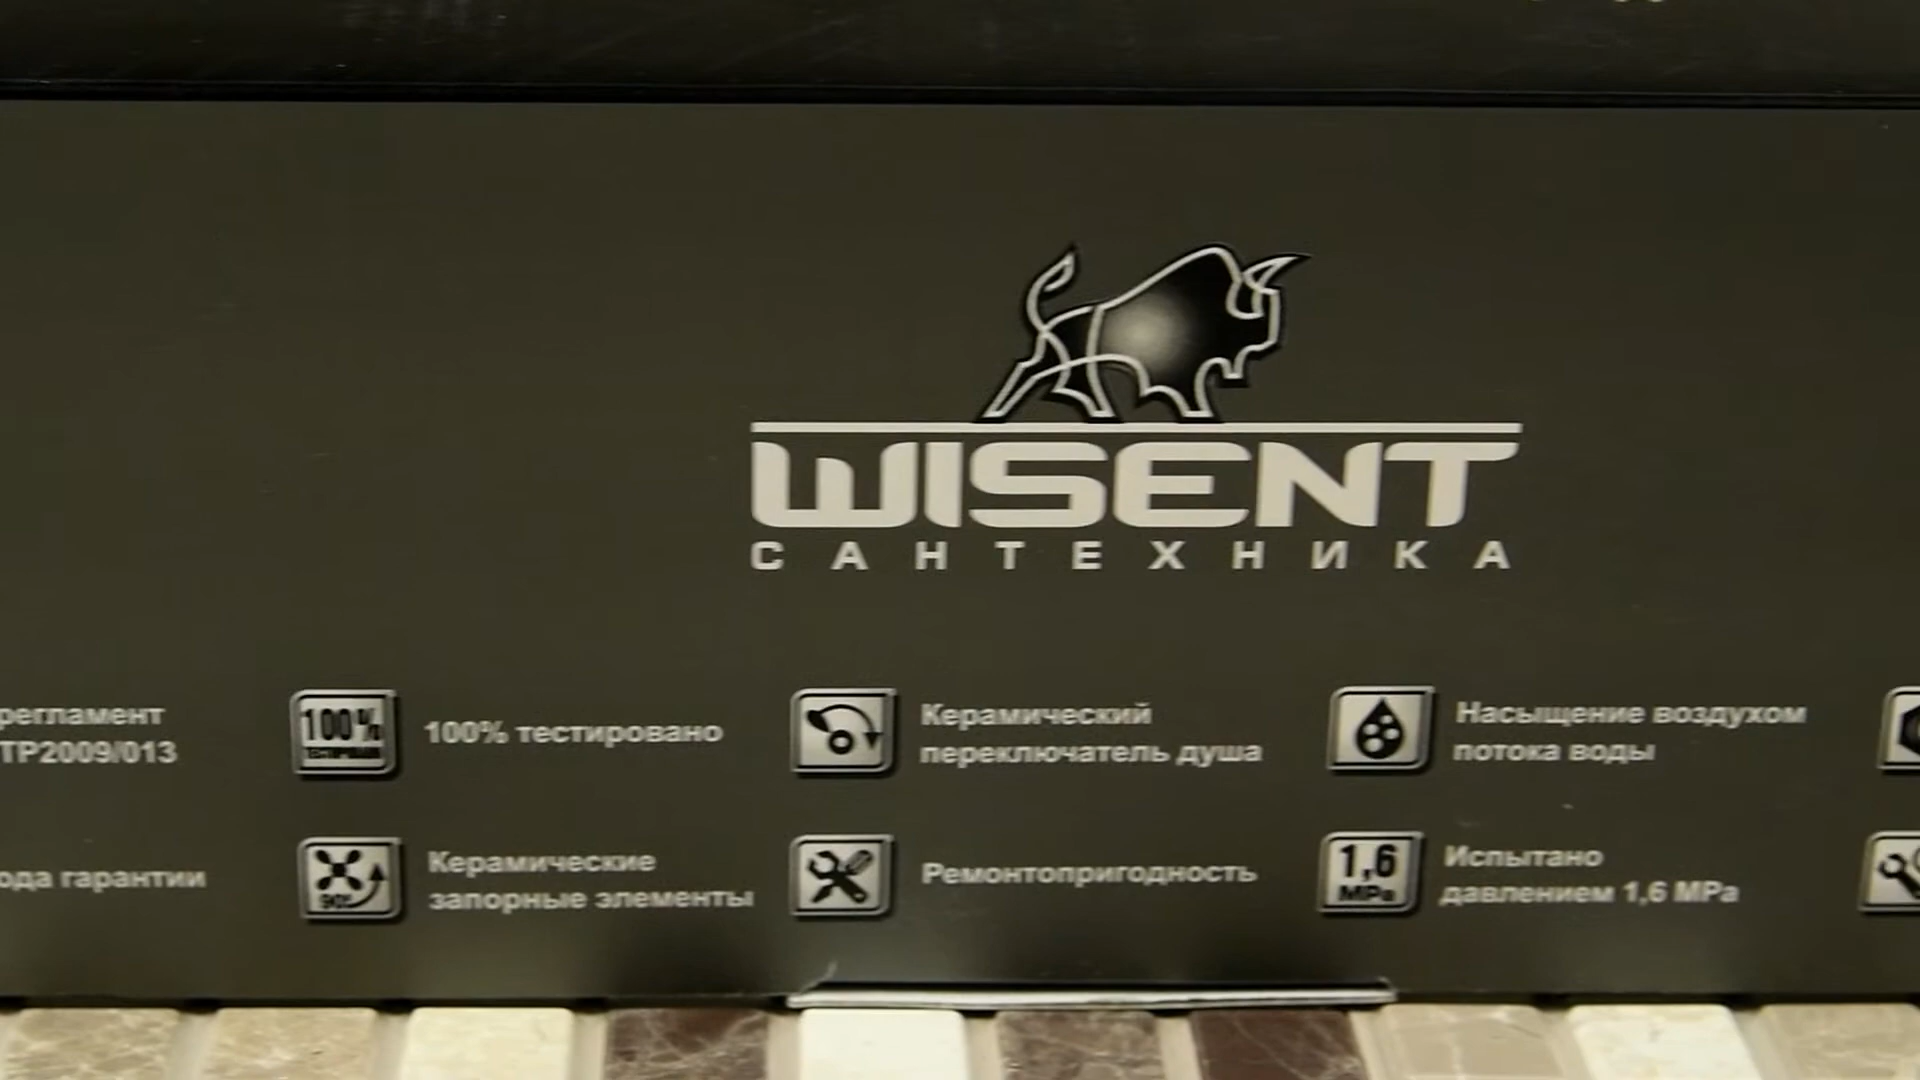 WISENT
САНТЕХНИКА
регламент
ТР2009/013
100%
100% тестировано
Керамический
переключатель душа
Насыщение воздухом
потока воды
ода гарантии
90°
Керамические
запорные элементы
Ремонтопригодность
1,6
MPa
Испытано
давлением 1,6 MPa